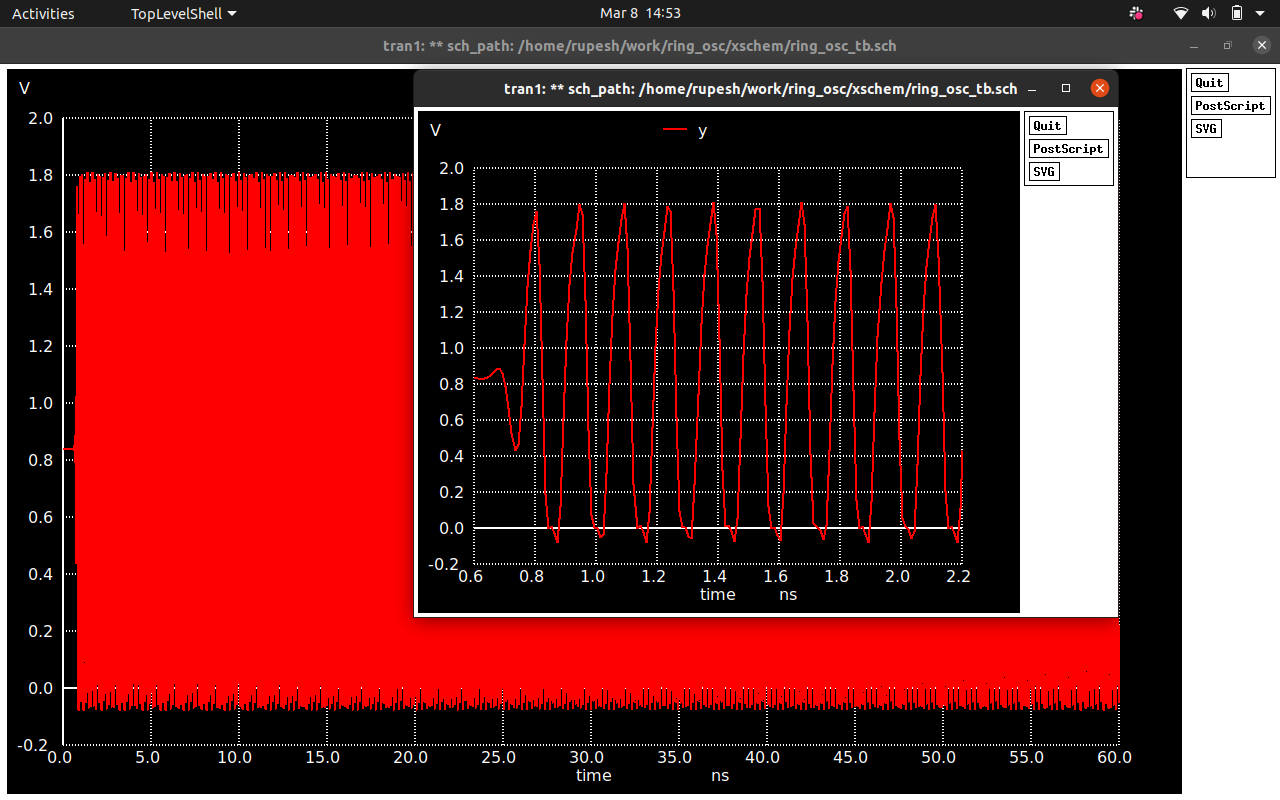 Activities TopLevelShell Mar 8 14:53
tran1: ** sch_path: /home/rupesh/work/ring_osc/xschem/ring_osc_tb.sch
V
2.0
1.8
1.6
1.4
1.2
1.0
0.8
0.6
0.4
0.2
0.0
-0.2
0.0 5.0 10.0 15.0 20.0 25.0 30.0 35.0 40.0 45.0 50.0 55.0 60.0
time ns
Quit
PostScript
SVG
tran1: ** sch_path: /home/rupesh/work/ring_osc/xschem/ring_osc_tb.sch
V y
2.0
1.8
1.6
1.4
1.2
1.0
0.8
0.6
0.4
0.2
0.0
-0.2
0.6 0.8 1.0 1.2 1.4 1.6 1.8 2.0 2.2
time ns
Quit
PostScript
SVG